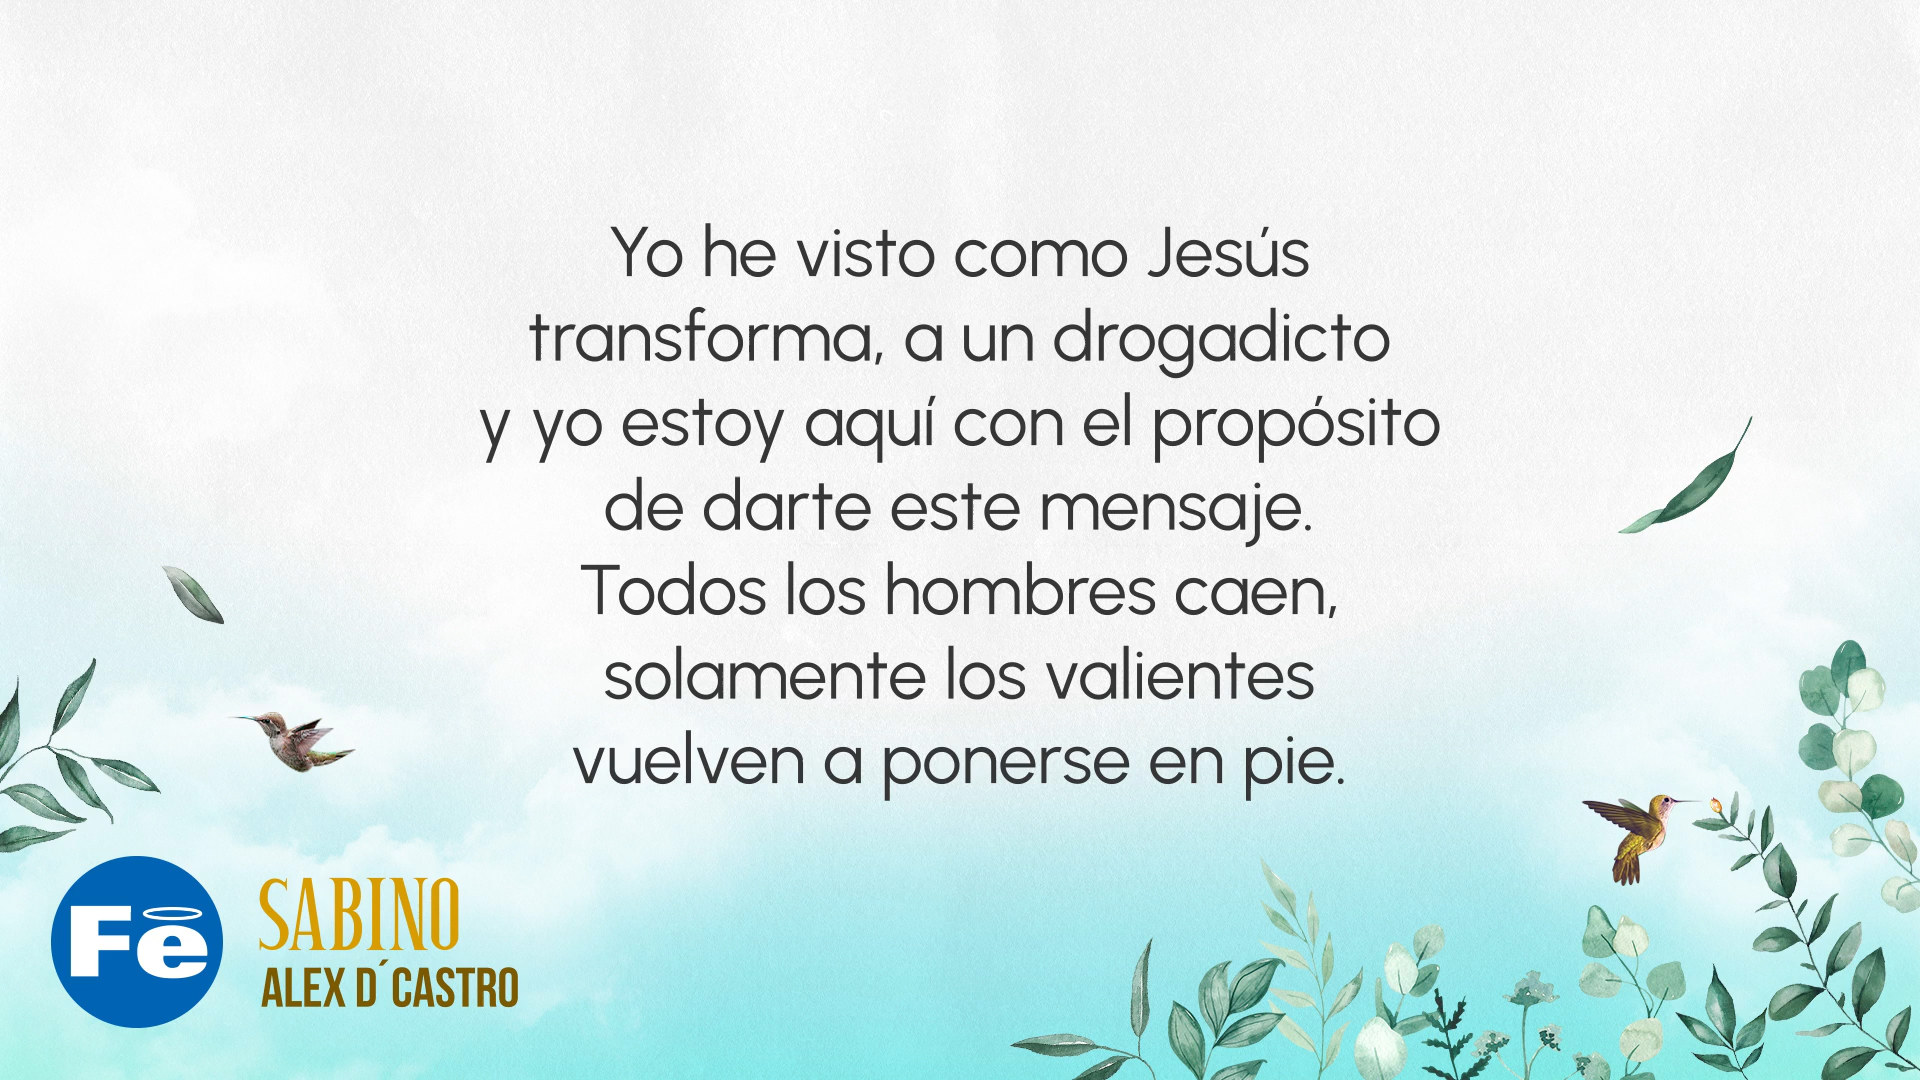 Yo he visto como Jesús
transforma, a un drogadicto
y yo estoy aquí con el propósito
de darte este mensaje.
Todos los hombres caen,
solamente los valientes
vuelven a ponerse en pie.
Fe
SABINO
ALEX D´CASTRO